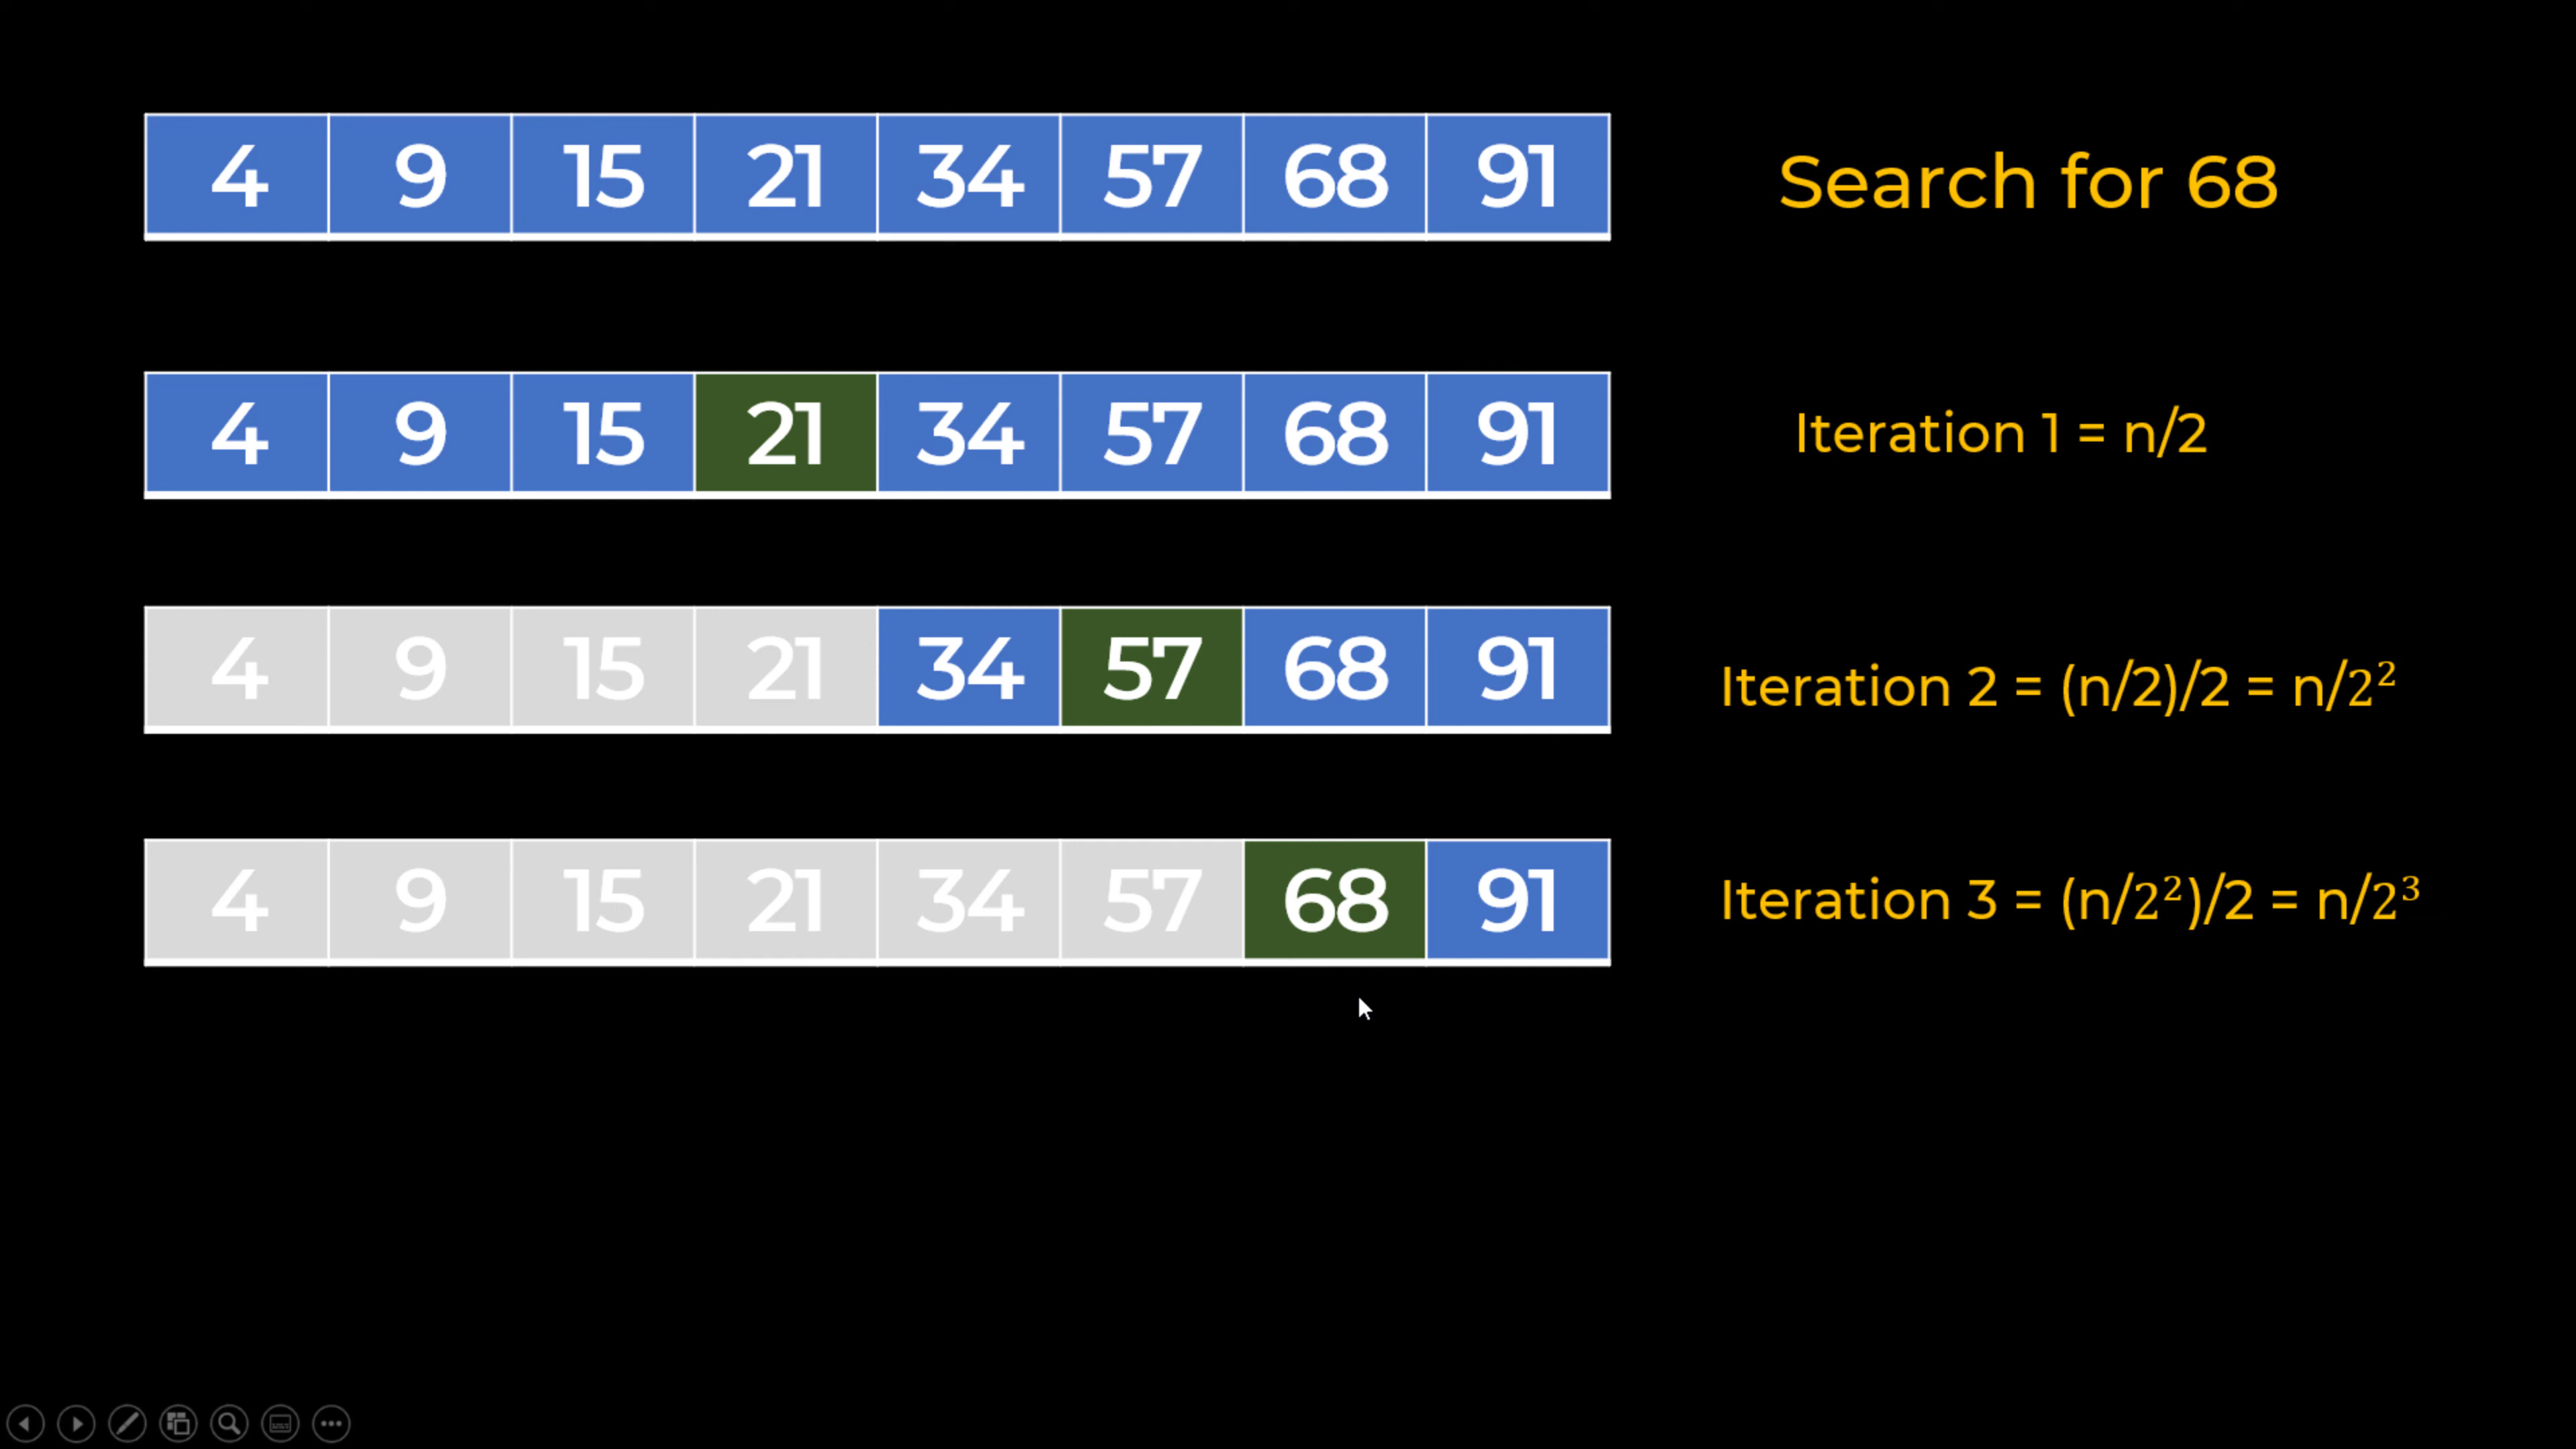 4 9 15 21 34 57 68 91 Search for 68
4 9 15 21 34 57 68 91 Iteration 1 = n/2
4 9 15 21 34 57 68 91 Iteration 2 = (n/2)/2 = n/2²
4 9 15 21 34 57 68 91 Iteration 3 = (n/2²)/2 = n/2³